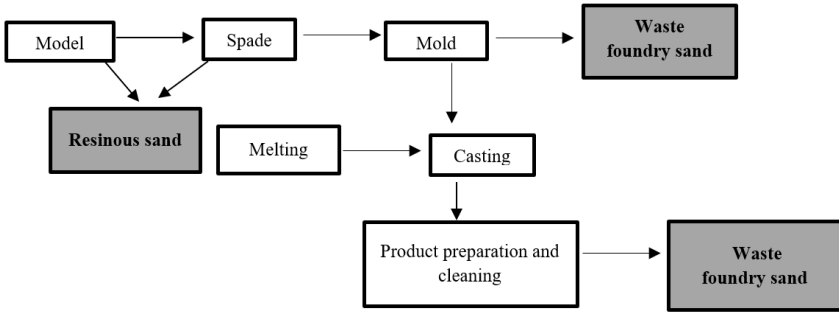 Model
Spade
Mold
Waste
foundry sand
Resinous sand
Melting
Casting
Product preparation and
cleaning
Waste
foundry sand